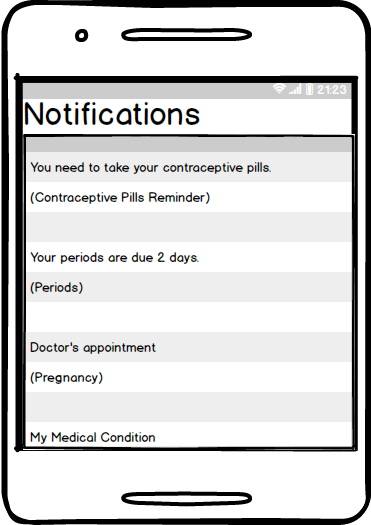 21:23
Notifications
You need to take your contraceptive pills.
(Contraceptive Pills Reminder)
Your periods are due 2 days.
(Periods)
Doctor's appointment
(Pregnancy)
My Medical Condition